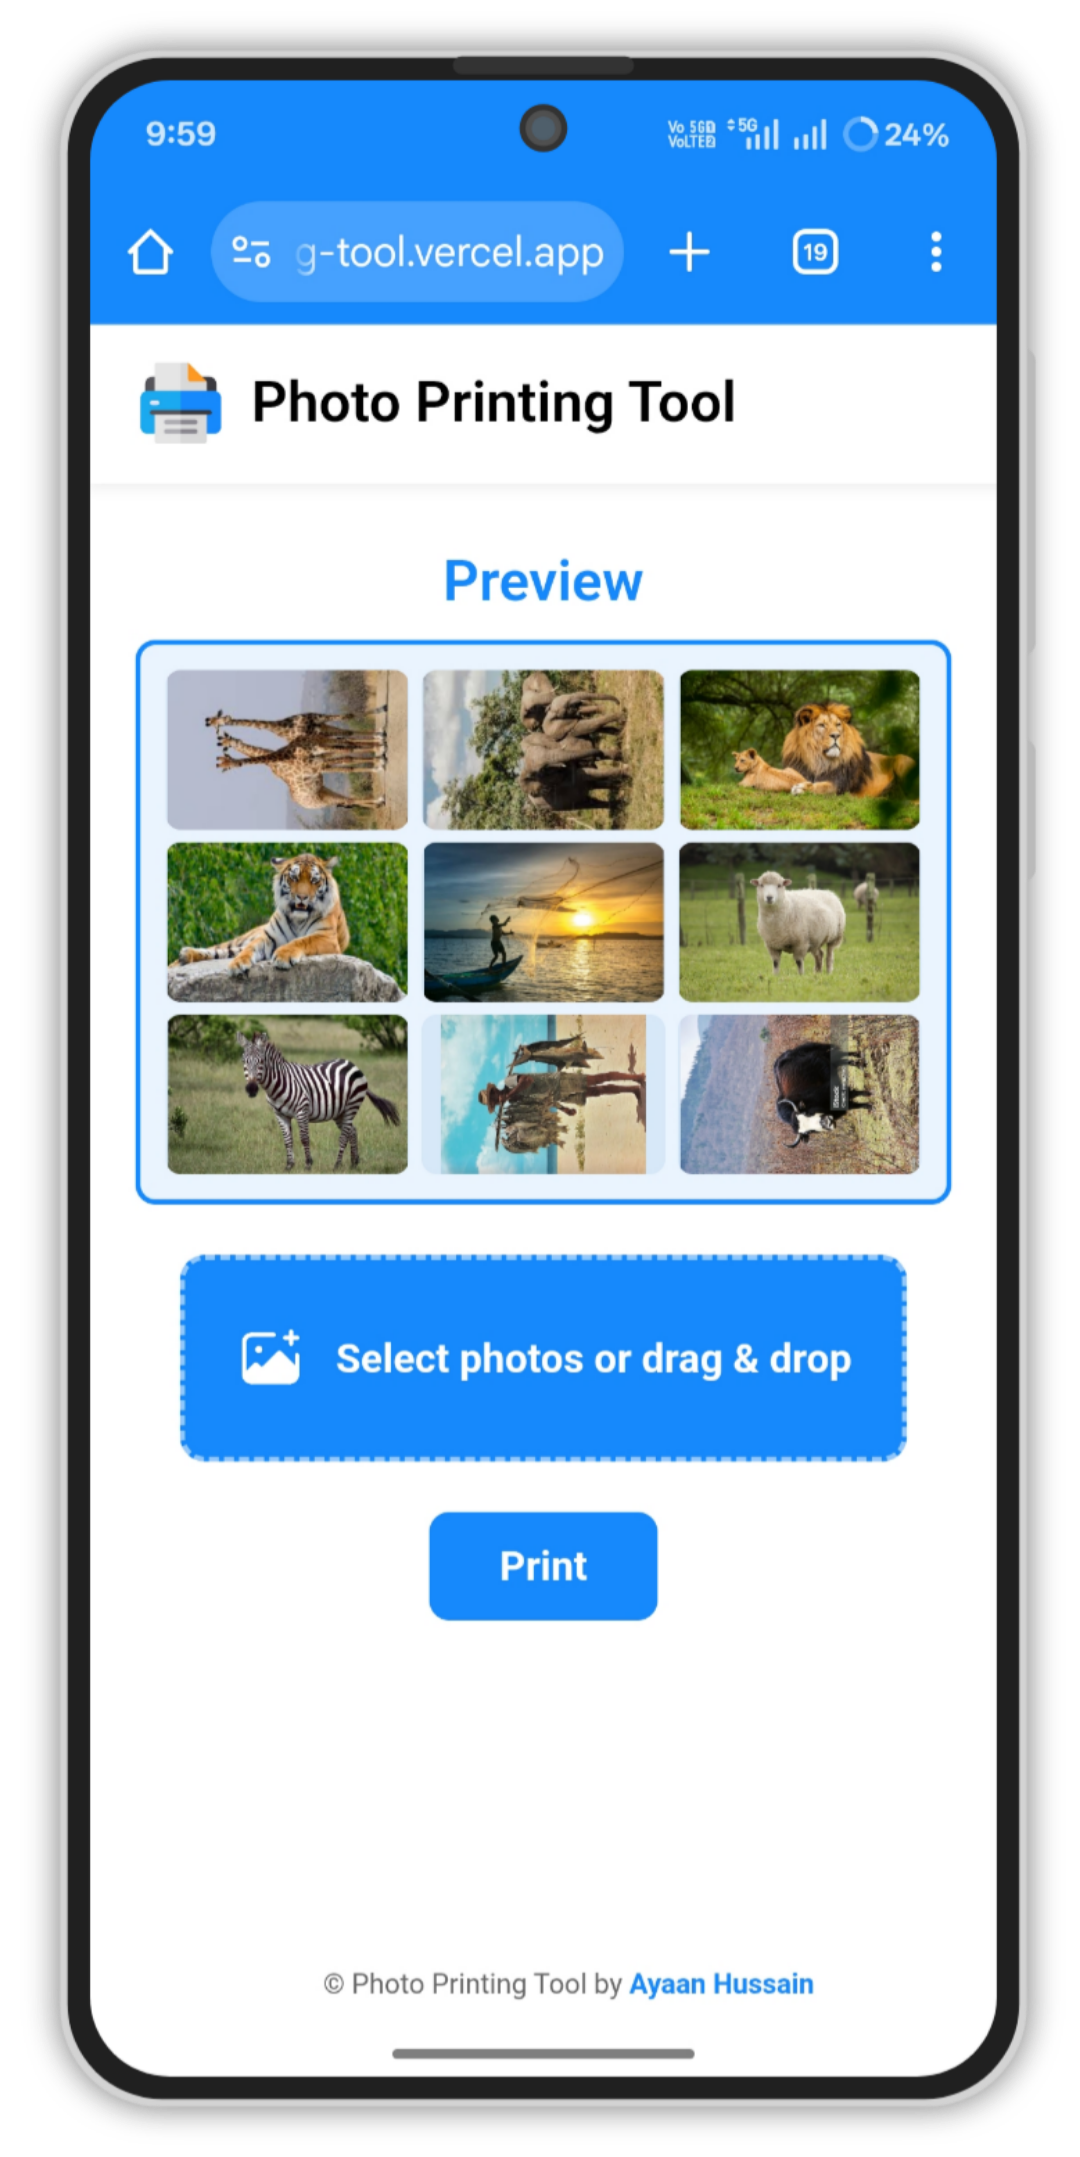 9:59
Vo 5G
VoLTE2
5G
24%
g-tool.vercel.app
19
Photo Printing Tool
Preview
Select photos or drag & drop
Print
© Photo Printing Tool by Ayaan Hussain